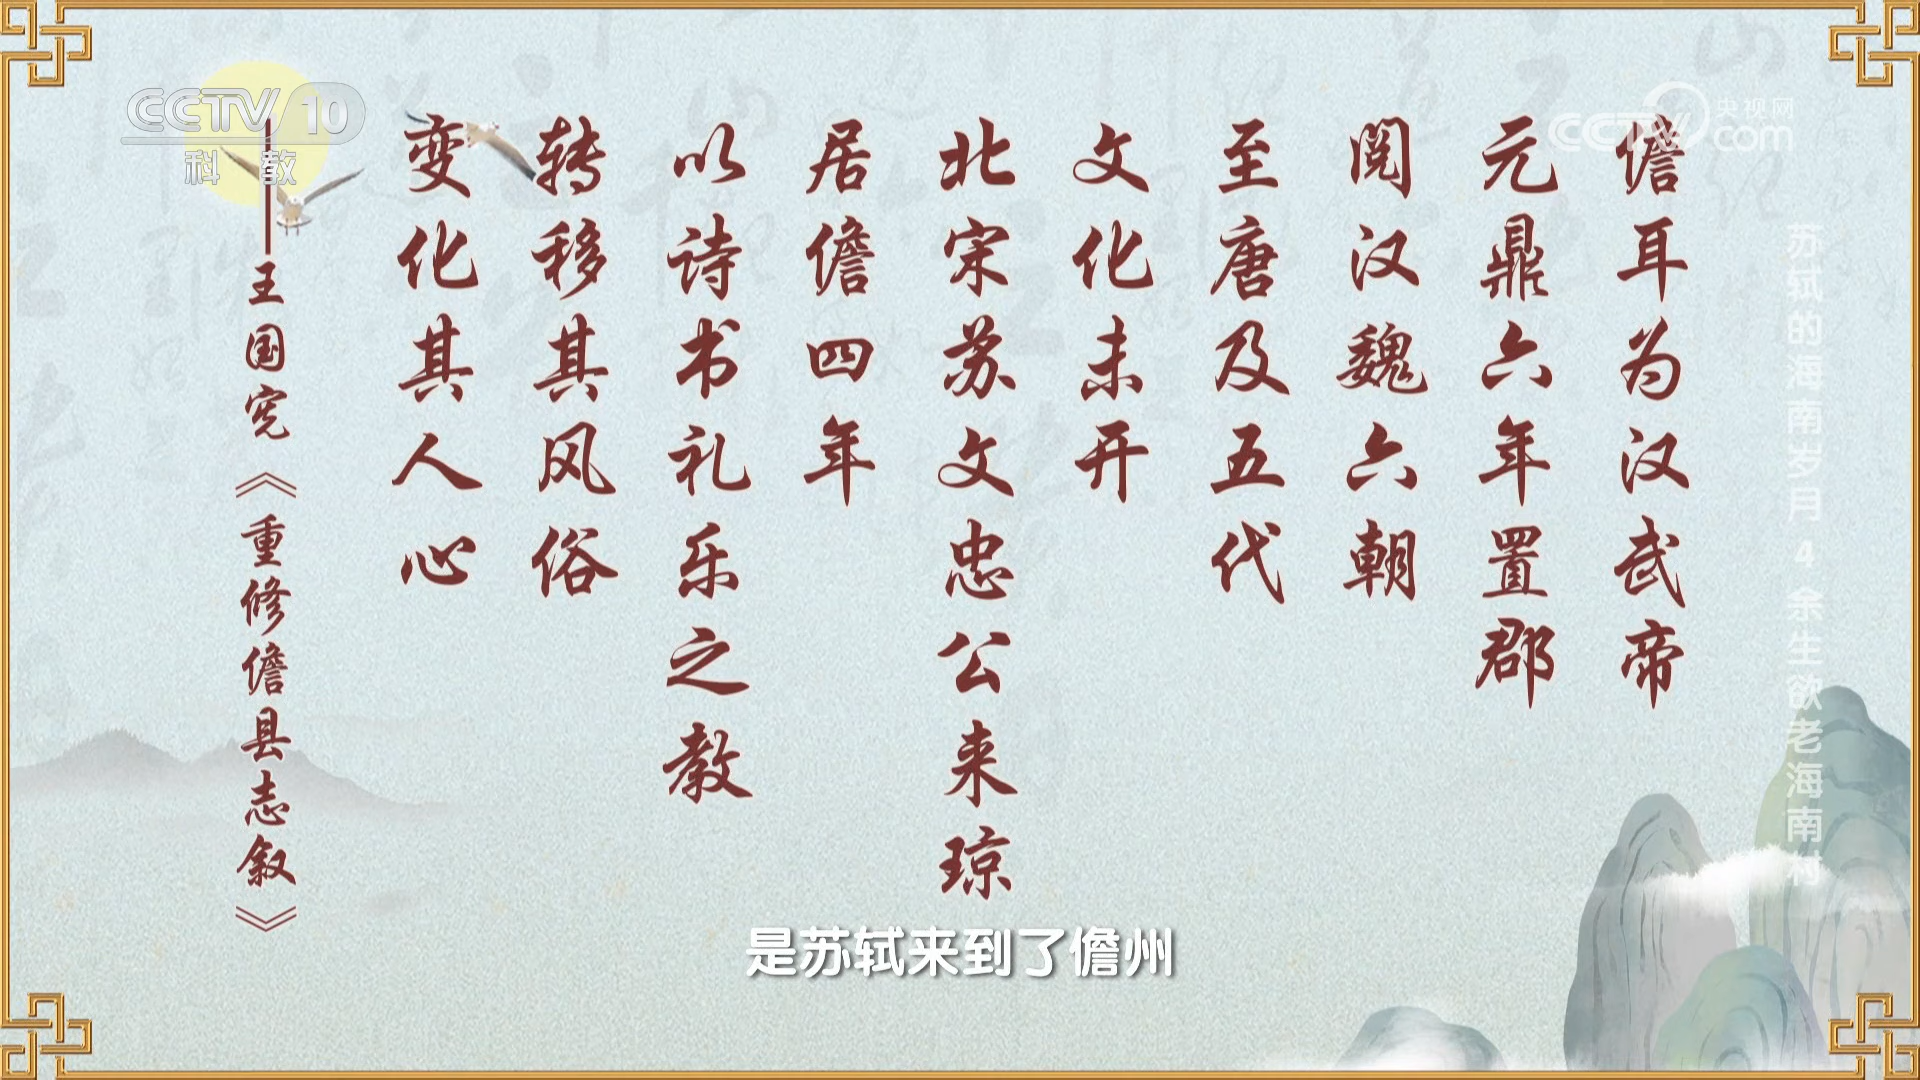 儋耳为汉武帝
元鼎六年置郡
阅汉魏六朝
至唐及五代
文化未开
北宋苏文忠公来琼
居儋四年
以诗书礼乐之教
转移其风俗
变化其人心
——王国宪《重修儋县志叙》
是苏轼来到了儋州
CCTV 10
科教
央视网
CCTV.com
苏轼的海南岁月 4 余生欲老海南村